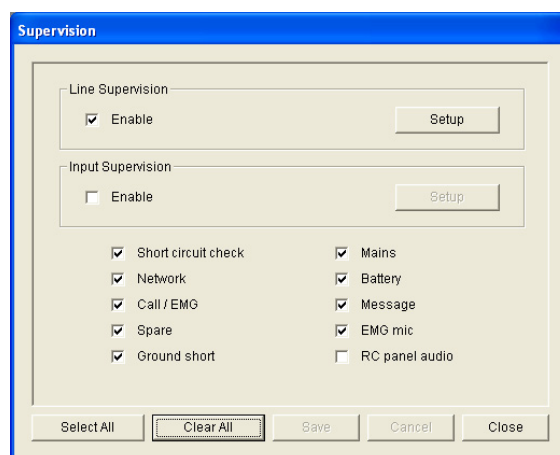 Supervision
Line Supervision
Enable Setup
Input Supervision
Enable Setup
Short circuit check Mains
Network Battery
Call / EMG Message
Spare EMG mic
Ground short RC panel audio
Select All Clear All Save Cancel Close